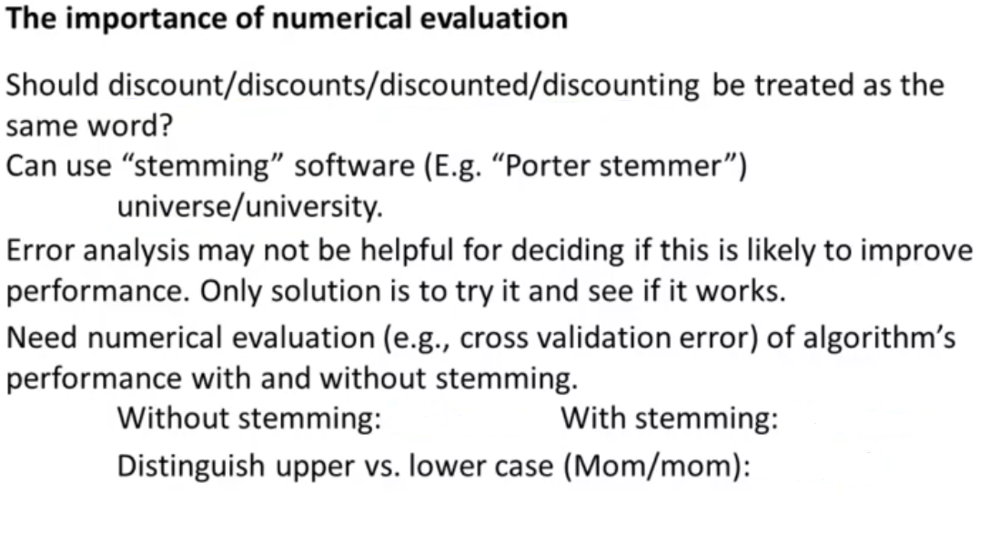 The importance of numerical evaluation
Should discount/discounts/discounted/discounting be treated as the
same word?
Can use “stemming” software (E.g. “Porter stemmer”)
universe/university.
Error analysis may not be helpful for deciding if this is likely to improve
performance. Only solution is to try it and see if it works.
Need numerical evaluation (e.g., cross validation error) of algorithm’s
performance with and without stemming.
Without stemming: With stemming:
Distinguish upper vs. lower case (Mom/mom):